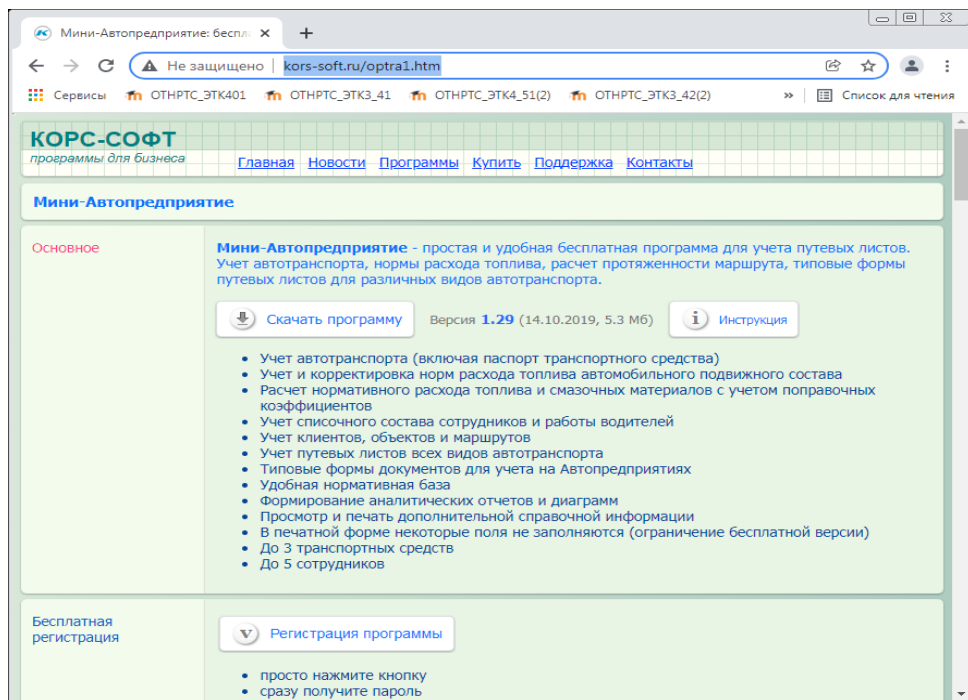 Мини-Автопредприятие: беспл
Не защищено | kors-soft.ru/optra1.htm
Сервисы ОТНРТС_ЭТК401 ОТНРТС_ЭТК3_41 ОТНРТС_ЭТК4_51(2) ОТНРТС_ЭТК3_42(2) » Список для чтения
КОРС-СОФТ
программы для бизнеса
Главная Новости Программы Купить Поддержка Контакты
Мини-Автопредприятие
Основное
Мини-Автопредприятие - простая и удобная бесплатная программа для учета путевых листов.
Учет автотранспорта, нормы расхода топлива, расчет протяженности маршрута, типовые формы
путевых листов для различных видов автотранспорта.
Скачать программу Версия 1.29 (14.10.2019, 5.3 Мб) i Инструкция
• Учет автотранспорта (включая паспорт транспортного средства)
• Учет и корректировка норм расхода топлива автомобильного подвижного состава
• Расчет нормативного расхода топлива и смазочных материалов с учетом поправочных
коэффициентов
• Учет списочного состава сотрудников и работы водителей
• Учет клиентов, объектов и маршрутов
• Учет путевых листов всех видов автотранспорта
• Типовые формы документов для учета на Автопредприятиях
• Удобная нормативная база
• Формирование аналитических отчетов и диаграмм
• Просмотр и печать дополнительной справочной информации
• В печатной форме некоторые поля не заполняются (ограничение бесплатной версии)
• До 3 транспортных средств
• До 5 сотрудников
Бесплатная
регистрация
v Регистрация программы
• просто нажмите кнопку
• сразу получите пароль